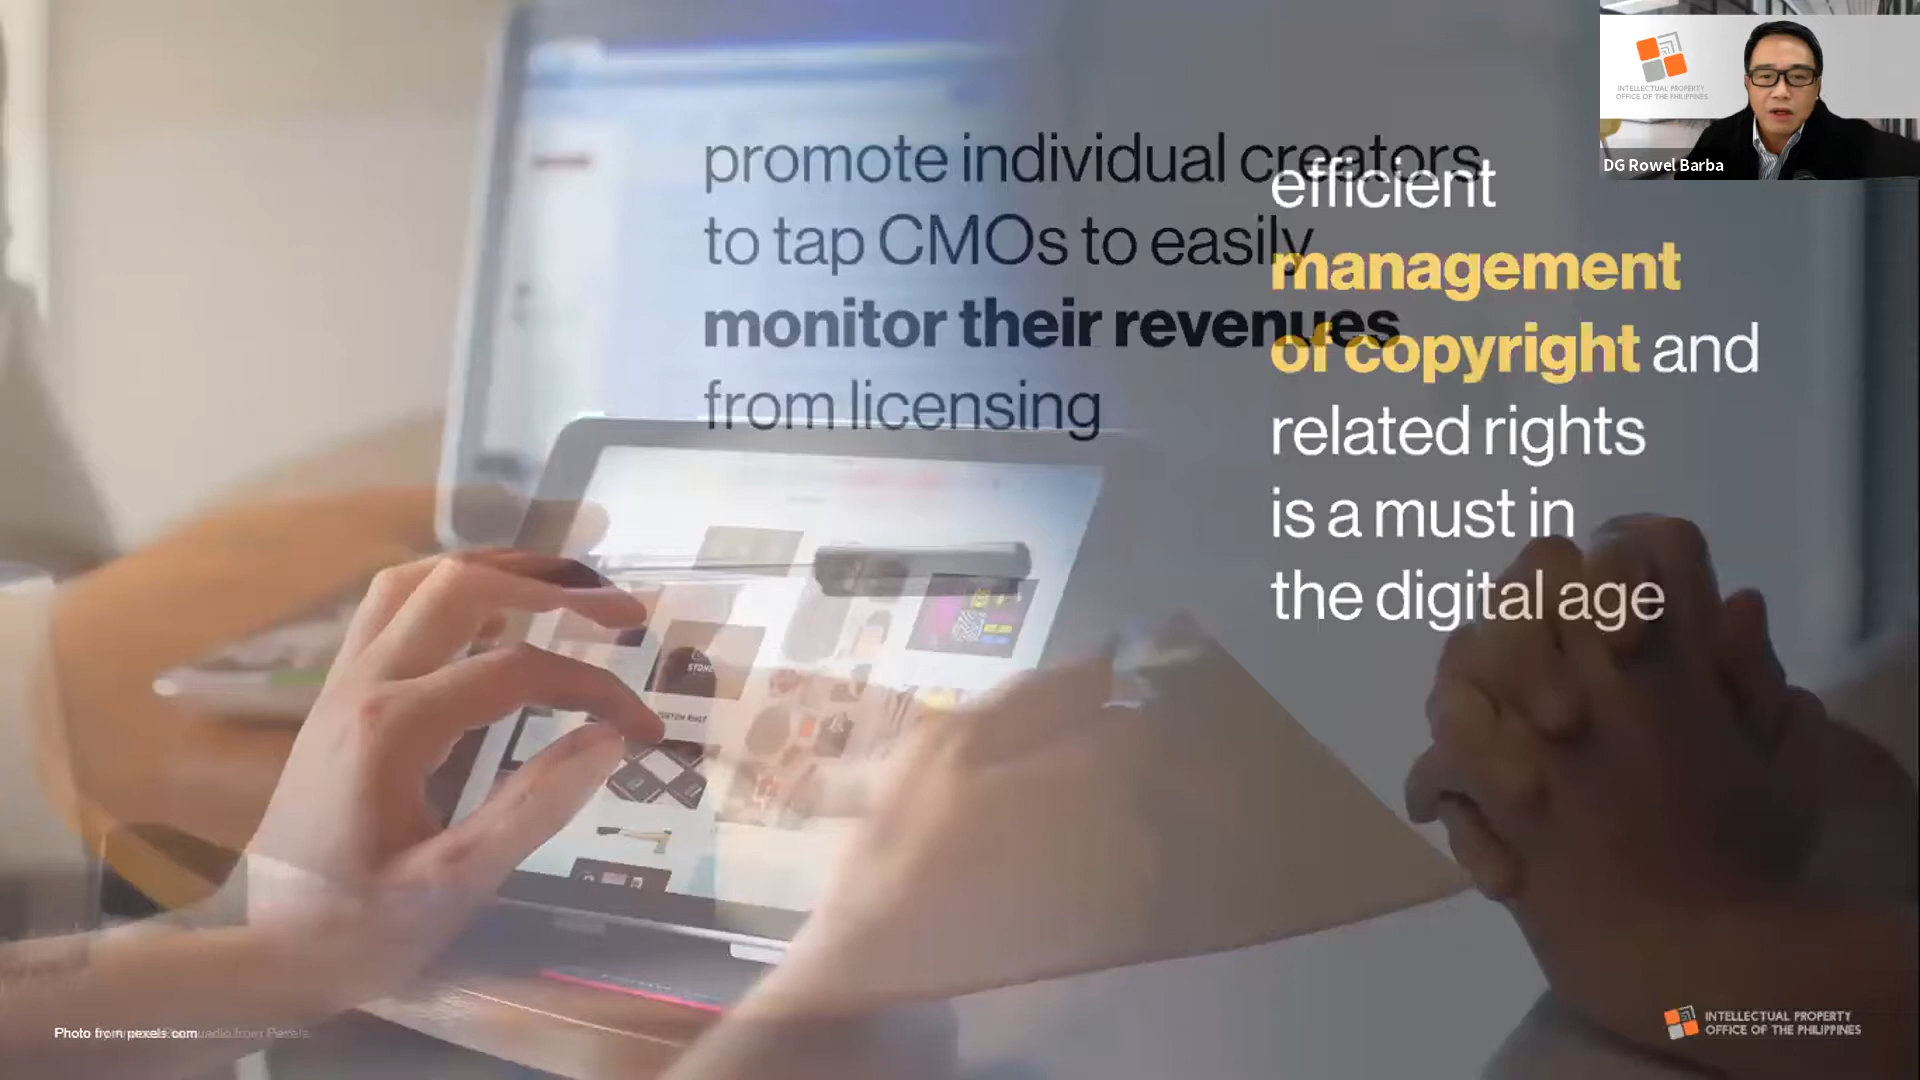 INTELLECTUAL PROPERTY
OFFICE OF THE PHILIPPINES
DG Rowel Barba
promote individual creators
to tap CMOs to easily
monitor their revenues
from licensing
efficient
management
of copyright and
related rights
is a must in
the digital age
Photo from pexels.com
INTELLECTUAL PROPERTY
OFFICE OF THE PHILIPPINES